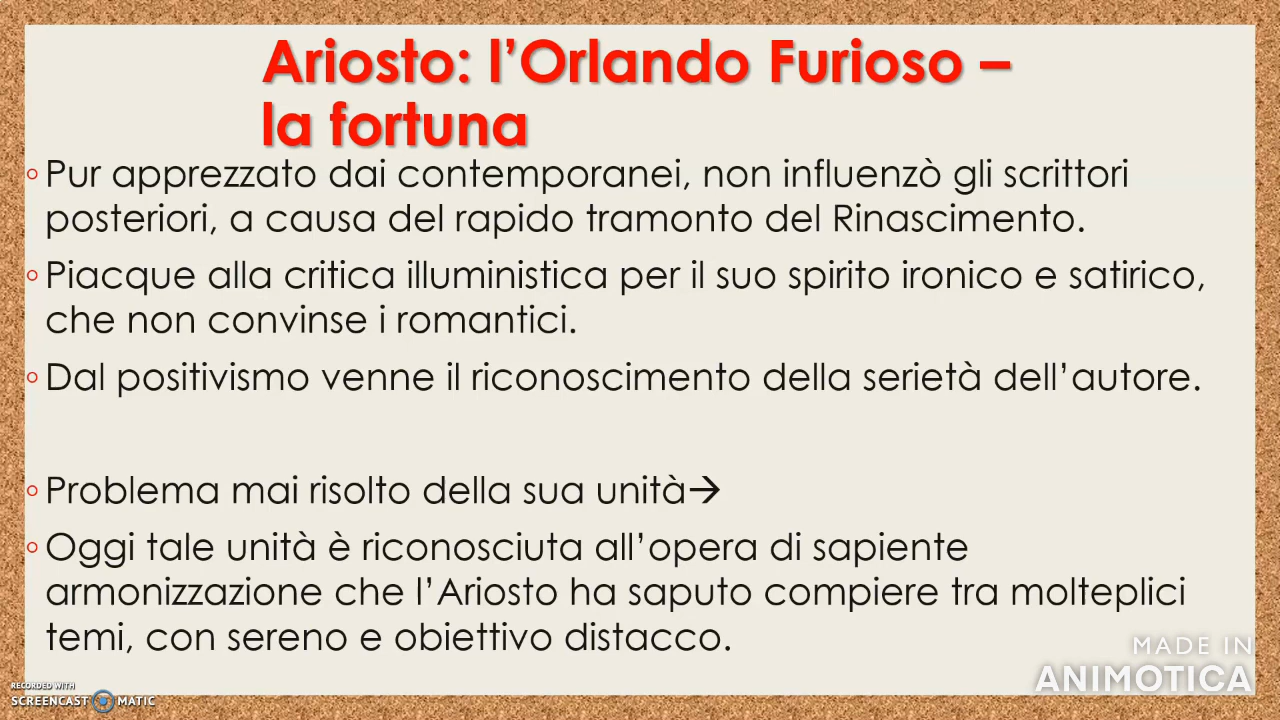 Ariosto: l’Orlando Furioso –
la fortuna
◦Pur apprezzato dai contemporanei, non influenzò gli scrittori
posteriori, a causa del rapido tramonto del Rinascimento.
◦Piacque alla critica illuministica per il suo spirito ironico e satirico,
che non convinse i romantici.
◦Dal positivismo venne il riconoscimento della serietà dell’autore.
◦Problema mai risolto della sua unità→
◦Oggi tale unità è riconosciuta all’opera di sapiente
armonizzazione che l’Ariosto ha saputo compiere tra molteplici
temi, con sereno e obiettivo distacco.
MADE IN
ANIMOTICA
RECORDED WITH
SCREENCAST MATIC